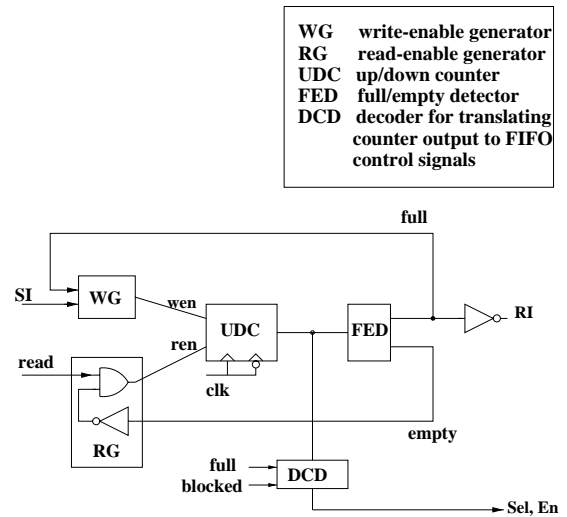 WG write-enable generator
RG read-enable generator
UDC up/down counter
FED full/empty detector
DCD decoder for translating
counter output to FIFO
control signals
full
SI
WG
wen
UDC
FED
RI
ren
read
clk
RG
empty
full
blocked
DCD
Sel, En